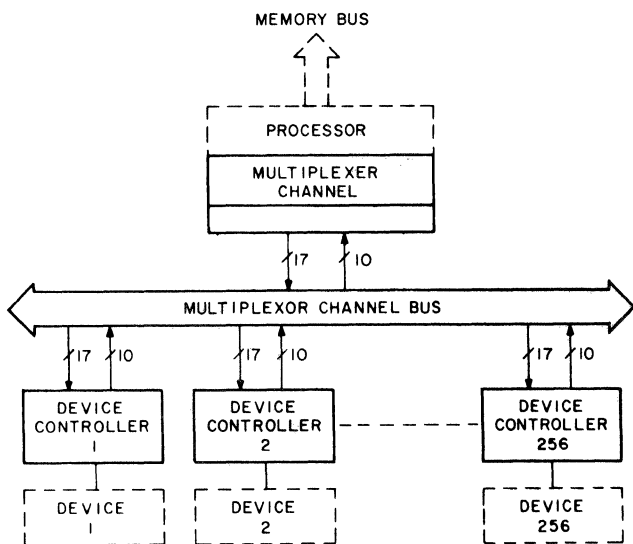 MEMORY BUS
PROCESSOR
MULTIPLEXER
CHANNEL
17 10
MULTIPLEXOR CHANNEL BUS
17 10 17 10 17 10
DEVICE
CONTROLLER
1
DEVICE
CONTROLLER
2
DEVICE
CONTROLLER
256
DEVICE
1
DEVICE
2
DEVICE
256